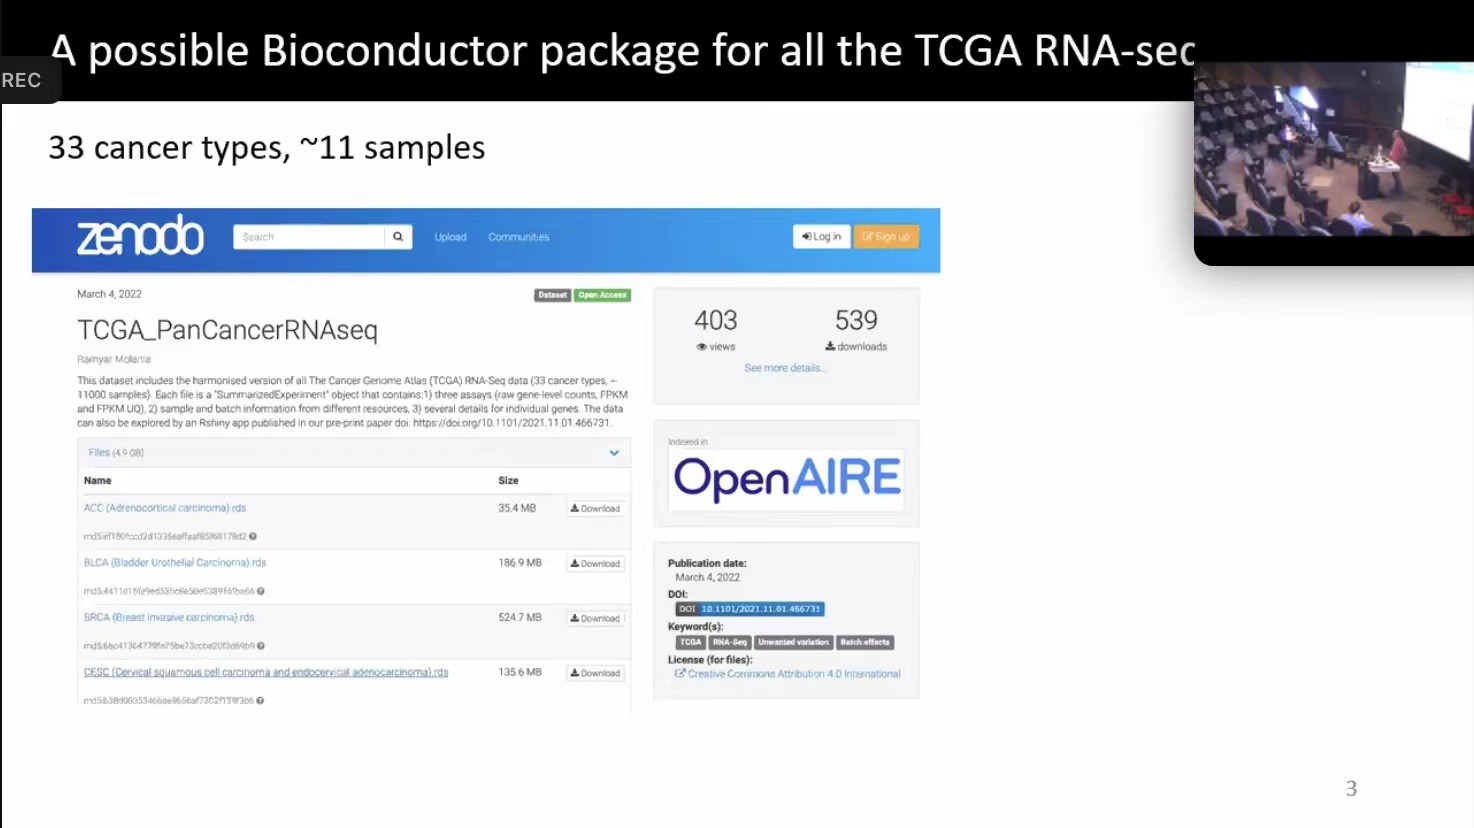 A possible Bioconductor package for all the TCGA RNA-seq
REC
33 cancer types, ~11 samples
zenodo
Search
Upload
Communities
Log in
Sign up
March 4, 2022
Dataset
Open Access
TCGA_PanCancerRNAseq
Ramyar Molania
This dataset includes the harmonised version of all The Cancer Genome Atlas (TCGA) RNA-Seq data (33 cancer types, ~
11000 samples). Each file is a "SummarizedExperiment" object that contains:1) three assays (raw gene-level counts, FPKM
and FPKM.UQ), 2) sample and batch information from different resources, 3) several details for individual genes. The data
can also be explored by an Rshiny app published in our pre-print paper doi: https://doi.org/10.1101/2021.11.01.466731.
Files (4.9 GB)
Name
Size
ACC (Adrenocortical carcinoma).rds
35.4 MB
Download
BLCA (Bladder Urothelial Carcinoma).rds
186.9 MB
Download
BRCA (Breast invasive carcinoma).rds
524.7 MB
Download
CESC (Cervical squamous cell carcinoma and endocervical adenocarcinoma).rds
135.6 MB
Download
403
views
539
downloads
See more details...
Indexed in
OpenAIRE
Publication date:
March 4, 2022
DOI:
DOI 10.1101/2021.11.01.466731
Keyword(s):
TCGA
RNA-Seq
Unwanted variation
Batch effects
License (for files):
Creative Commons Attribution 4.0 International
3